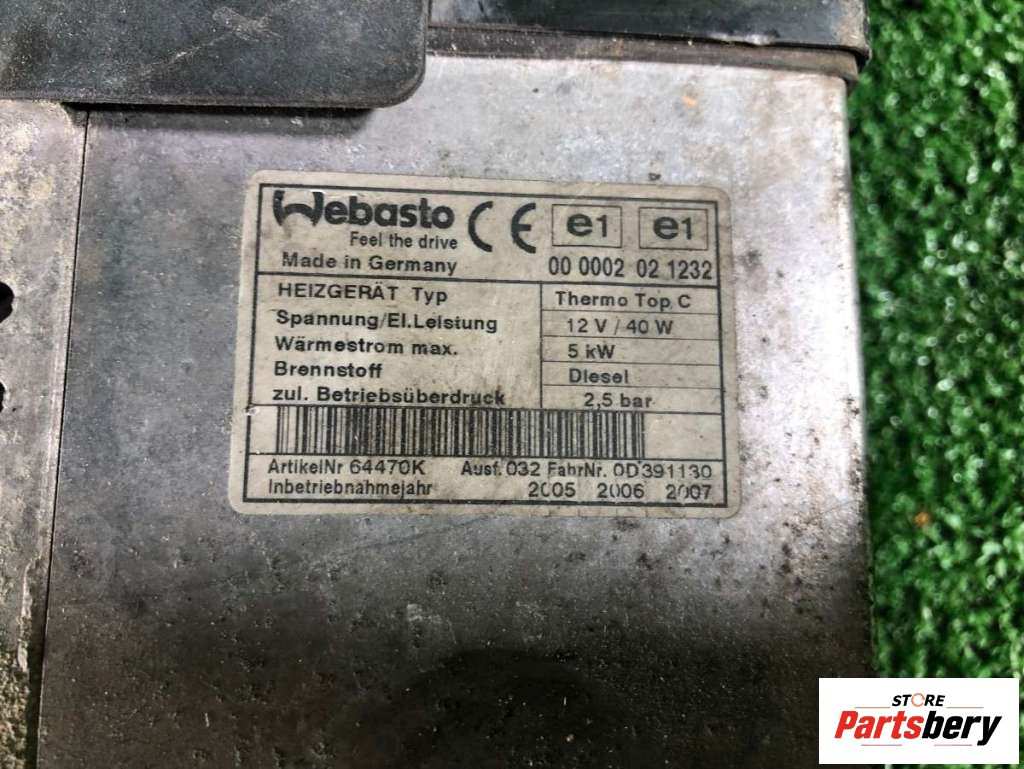 Webasto CE e1 e1
Feel the drive
Made in Germany 00 0002 02 1232
HEIZGERÄT Typ Thermo Top C
Spannung/El.Leistung 12 V / 40 W
Wärmestrom max. 5 kW
Brennstoff Diesel
zul. Betriebsüberdruck 2,5 bar
ArtikelNr 64470K Ausf. 032 FabrNr. 0D391130
Inbetriebnahmejahr 2005 2006 2007
STORE
Partsbery